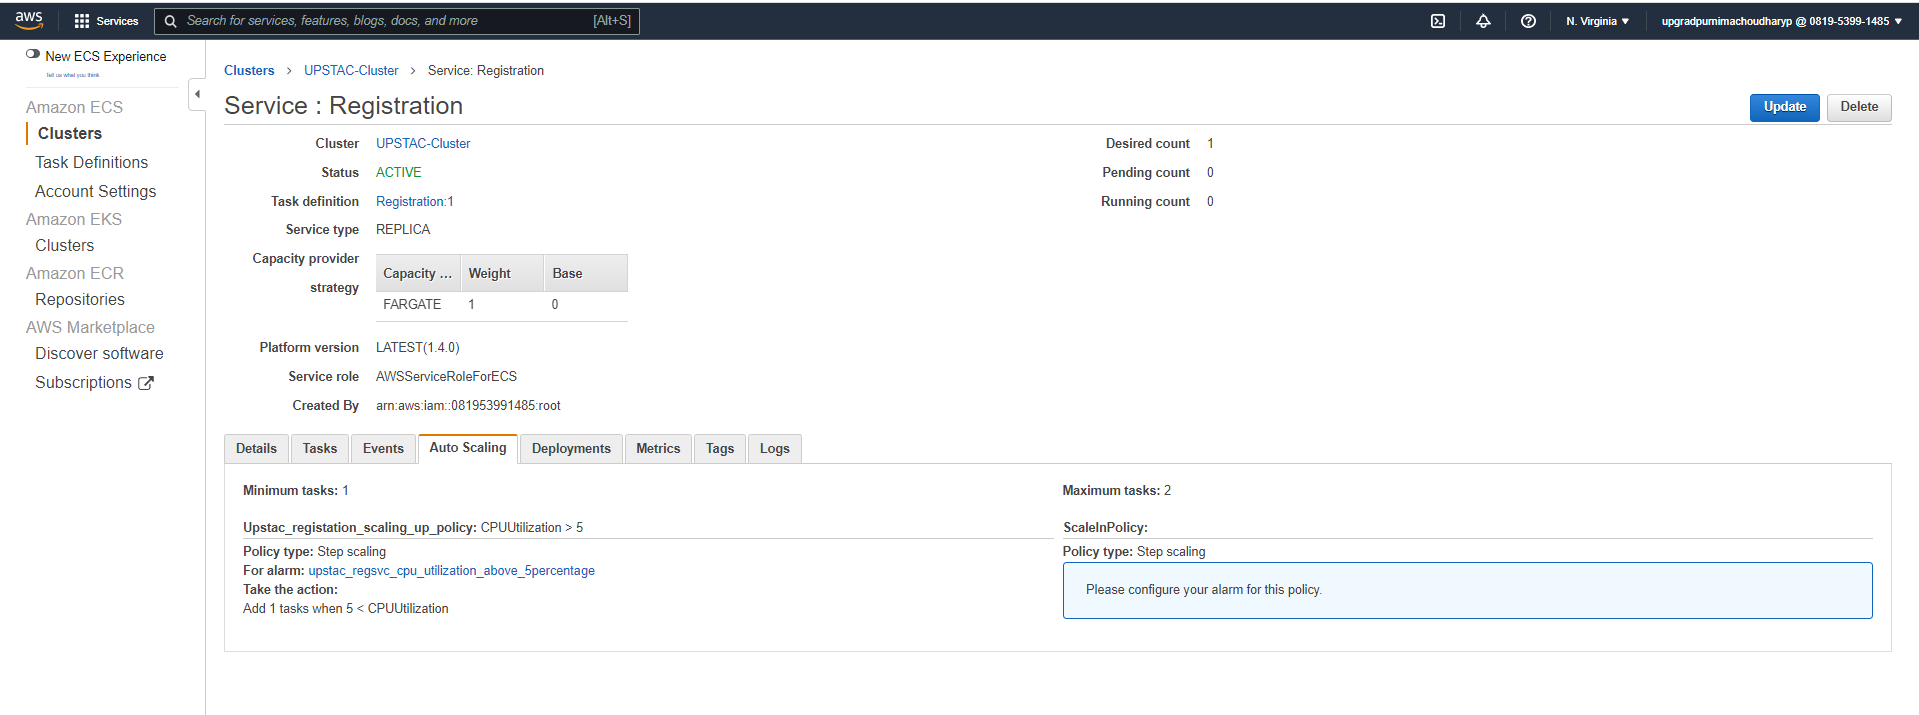 aws Services Search for services, features, blogs, docs, and more [Alt+S] N. Virginia upgradpurnimachoudharyp @ 0819-5399-1485
New ECS Experience
Tell us what you think
Amazon ECS
Clusters
Task Definitions
Account Settings
Amazon EKS
Clusters
Amazon ECR
Repositories
AWS Marketplace
Discover software
Subscriptions
Clusters > UPSTAC-Cluster > Service: Registration
Service : Registration
Update Delete
Cluster UPSTAC-Cluster
Status ACTIVE
Task definition Registration:1
Service type REPLICA
Capacity provider strategy
Capacity ... Weight Base
FARGATE 1 0
Platform version LATEST(1.4.0)
Service role AWSServiceRoleForECS
Created By arn:aws:iam::081953991485:root
Desired count 1
Pending count 0
Running count 0
Details Tasks Events Auto Scaling Deployments Metrics Tags Logs
Minimum tasks: 1
Maximum tasks: 2
Upstac_registation_scaling_up_policy: CPUUtilization > 5
Policy type: Step scaling
For alarm: upstac_regsvc_cpu_utilization_above_5percentage
Take the action:
Add 1 tasks when 5 < CPUUtilization
ScaleInPolicy:
Policy type: Step scaling
Please configure your alarm for this policy.